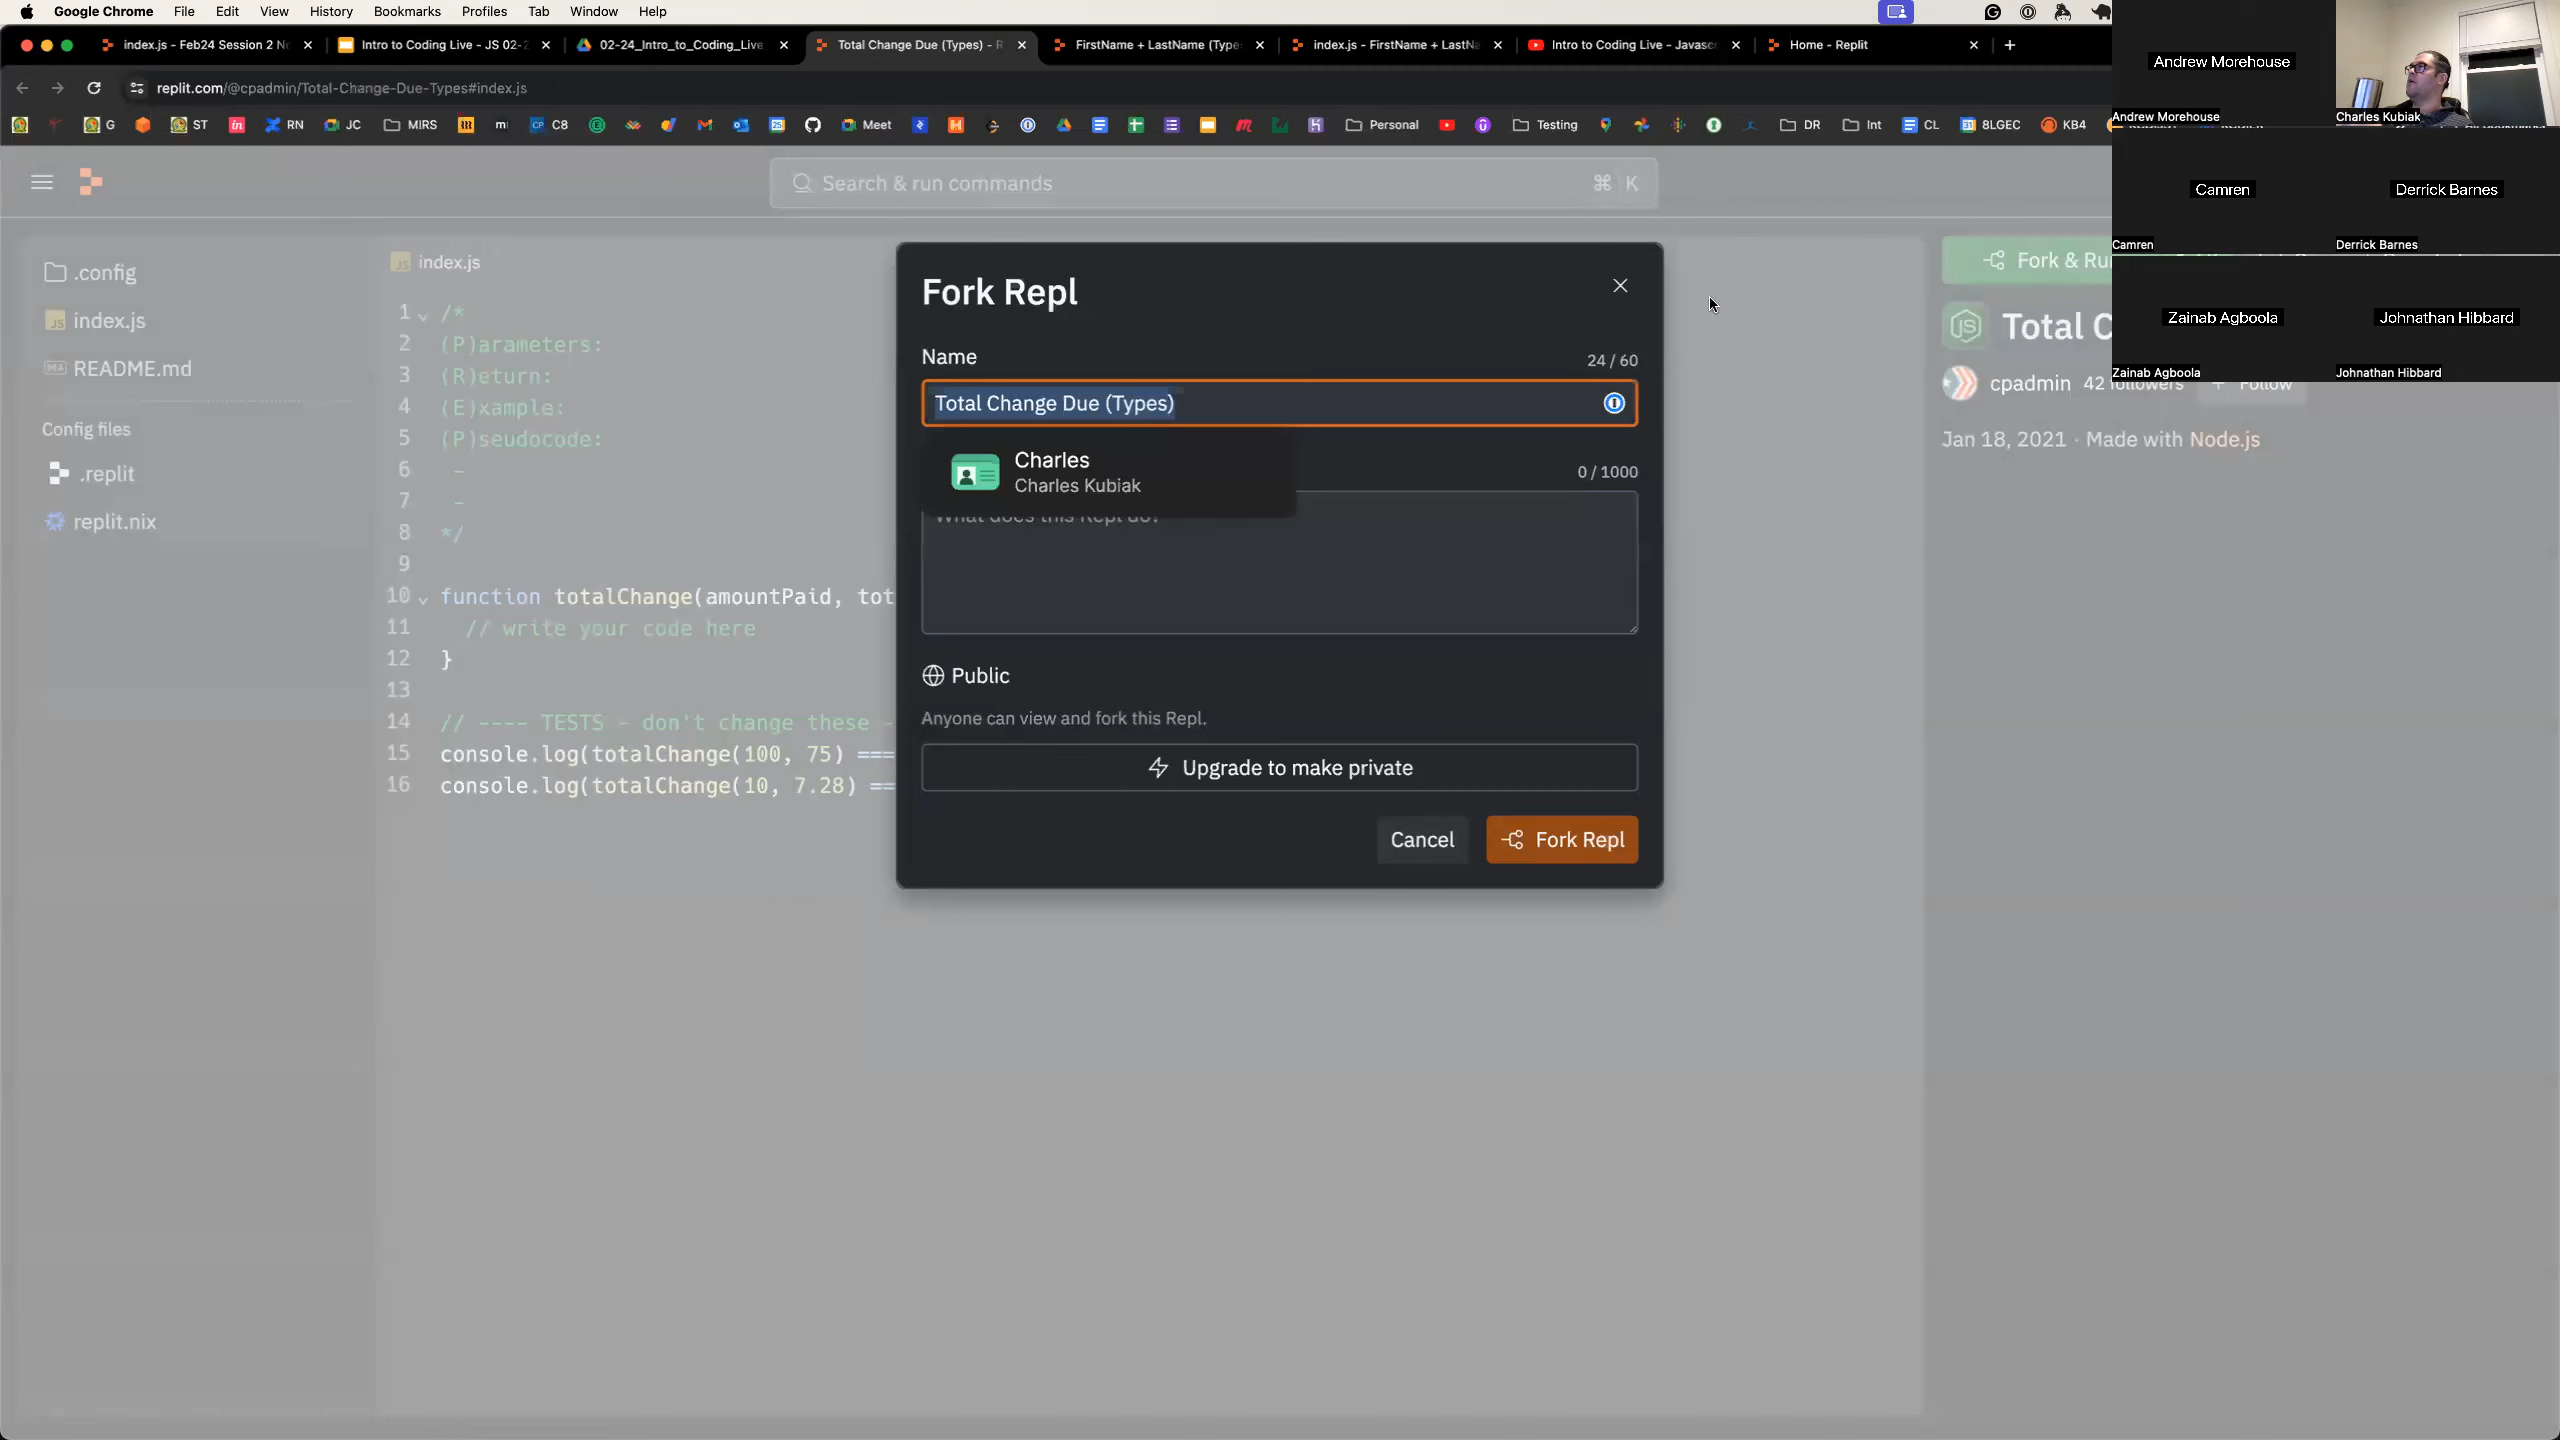 Google Chrome File Edit View History Bookmarks Profiles Tab Window Help
index.js - Feb24 Session 2 N
Intro to Coding Live - JS 02-2
02-24_Intro_to_Coding_Live
Total Change Due (Types) - R
FirstName + LastName (Type
index.js - FirstName + LastNa
Intro to Coding Live - Javasc
Home - Replit
replit.com/@cpadmin/Total-Change-Due-Types#index.js
G ST RN JC MIRS C8 Meet Personal Testing DR Int CL 8LGEC KB4
Search & run commands
⌘ K
.config
index.js
README.md
Config files
.replit
replit.nix
index.js
1 /*
2 (P)arameters:
3 (R)eturn:
4 (E)xample:
5 (P)seudocode:
6 -
7 -
8 */
9
10 function totalChange(amountPaid, tot
11 // write your code here
12 }
13
14 // ---- TESTS - don't change these -
15 console.log(totalChange(100, 75) ===
16 console.log(totalChange(10, 7.28) ==
Fork Repl
Name
24 / 60
Total Change Due (Types)
Charles
Charles Kubiak
0 / 1000
What does this Repl do?
Public
Anyone can view and fork this Repl.
Upgrade to make private
Cancel
Fork Repl
Fork & Ru
Total C
cpadmin 42 followers + Follow
Jan 18, 2021 · Made with Node.js
Andrew Morehouse
Andrew Morehouse
Charles Kubiak
Camren
Camren
Derrick Barnes
Derrick Barnes
Zainab Agboola
Zainab Agboola
Johnathan Hibbard
Johnathan Hibbard